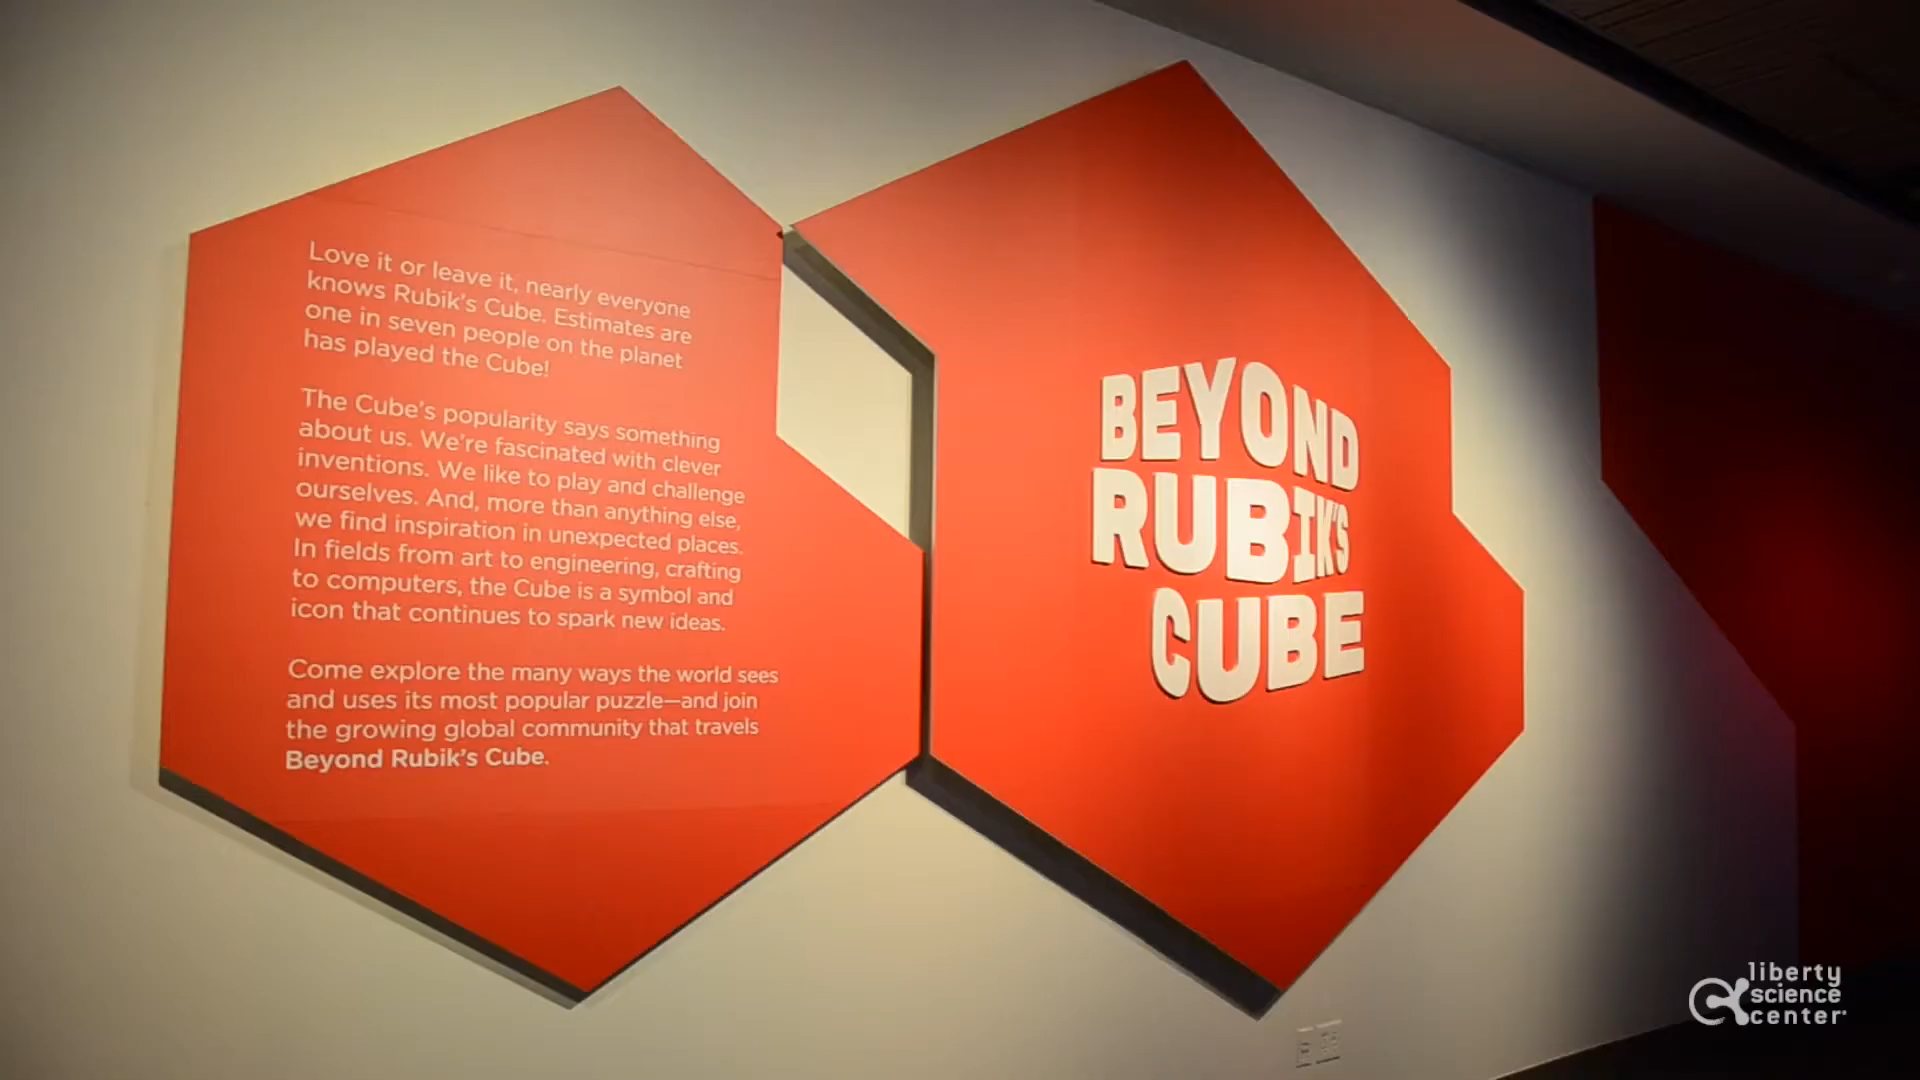 Love it or leave it, nearly everyone
knows Rubik's Cube. Estimates are
one in seven people on the planet
has played the Cube!
The Cube's popularity says something
about us. We're fascinated with clever
inventions. We like to play and challenge
ourselves. And, more than anything else,
we find inspiration in unexpected places.
In fields from art to engineering, crafting
to computers, the Cube is a symbol and
icon that continues to spark new ideas.
Come explore the many ways the world sees
and uses its most popular puzzle—and join
the growing global community that travels
Beyond Rubik's Cube.
BEYOND
RUBIK'S
CUBE
liberty
science
center